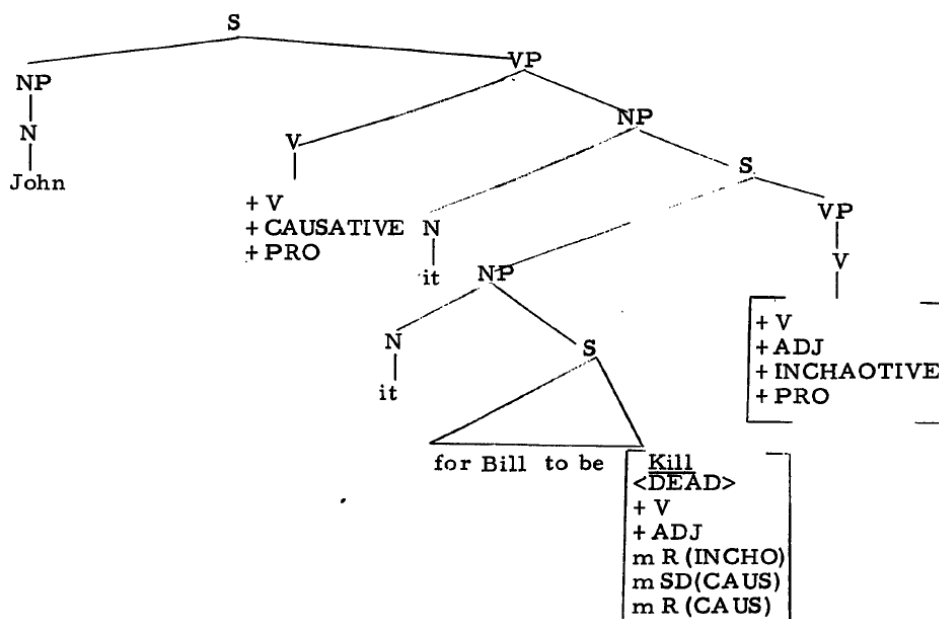 S
NP VP
N V NP
John + V S
+ CAUSATIVE N VP
+ PRO it NP V
N S + V
it + ADJ
+ INCHAOTIVE
+ PRO
for Bill to be Kill
<DEAD>
+ V
+ ADJ
m R (INCHO)
m SD(CAUS)
m R (CAUS)